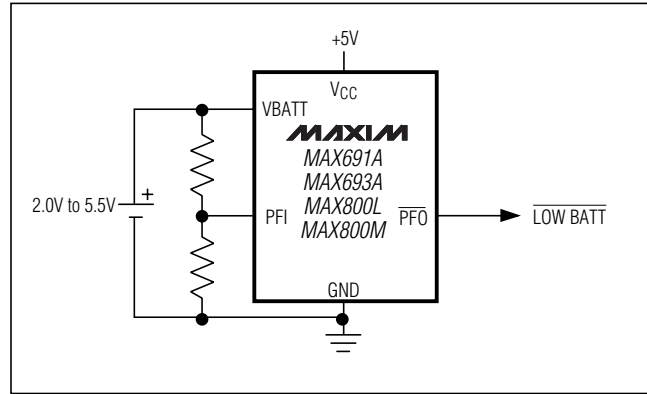 +5V
VCC
VBATT
MAXIM
MAX691A
MAX693A
2.0V to 5.5V
+
PFI
MAX800L
MAX800M
PFO
LOW BATT
GND